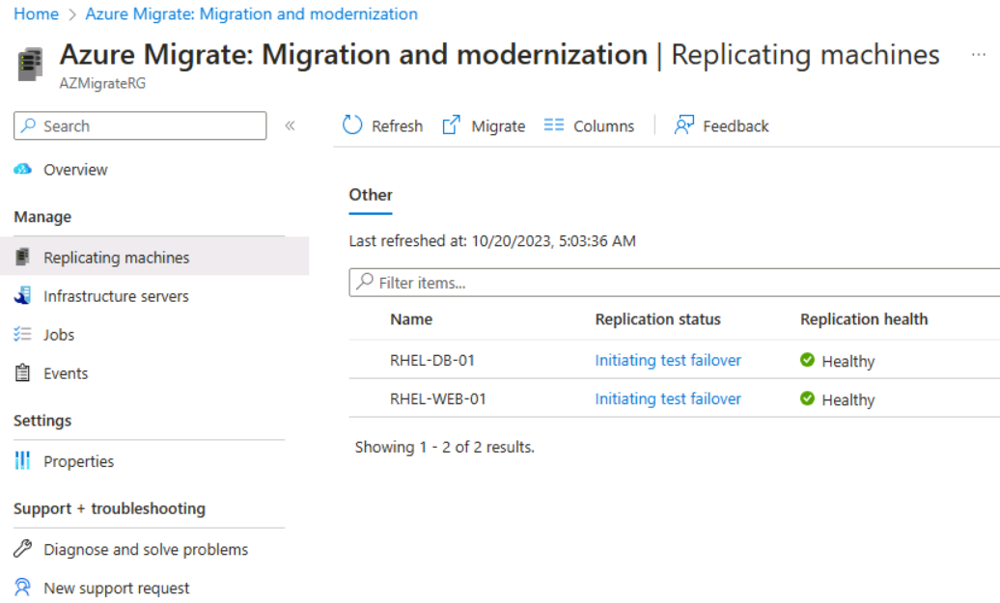 Home > Azure Migrate: Migration and modernization
Azure Migrate: Migration and modernization | Replicating machines ...
AZMigrateRG
Search «
Refresh Migrate Columns Feedback
Overview
Manage
Replicating machines
Infrastructure servers
Jobs
Events
Settings
Properties
Support + troubleshooting
Diagnose and solve problems
New support request
Other
Last refreshed at: 10/20/2023, 5:03:36 AM
Filter items...
Name Replication status Replication health
RHEL-DB-01 Initiating test failover Healthy
RHEL-WEB-01 Initiating test failover Healthy
Showing 1 - 2 of 2 results.